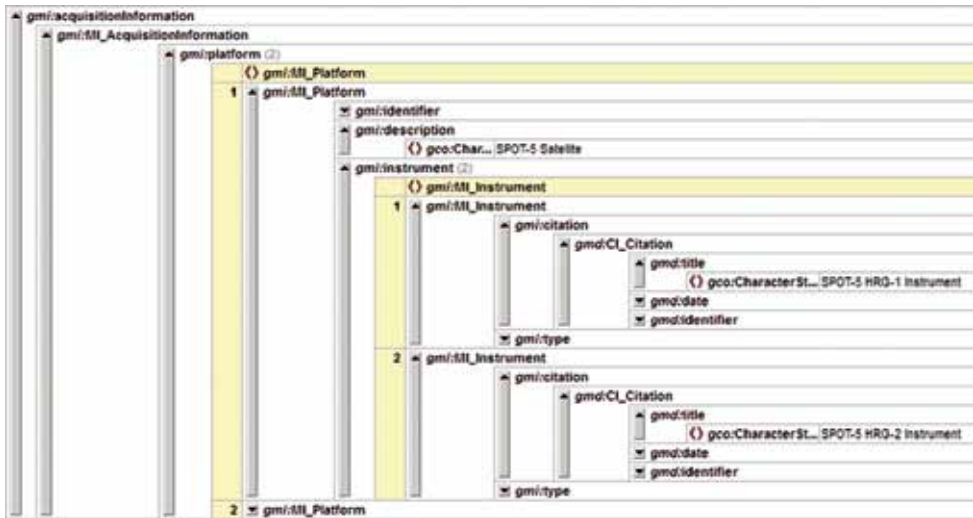 gmi:acquisitionInformation
gmi:MI_AcquisitionInformation
gmi:platform (2)
gmi:MI_Platform
1 gmi:MI_Platform
gmi:identifier
gmi:description
gco:Char... SPOT-5 Satelite
gmi:instrument (2)
gmi:MI_Instrument
1 gmi:MI_Instrument
gmi:citation
gmd:CI_Citation
gmd:title
gco:CharacterSt... SPOT-5 HRG-1 Instrument
gmd:date
gmd:identifier
gmi:type
2 gmi:MI_Instrument
gmi:citation
gmd:CI_Citation
gmd:title
gco:CharacterSt... SPOT-5 HRG-2 Instrument
gmd:date
gmd:identifier
gmi:type
2 gmi:MI_Platform